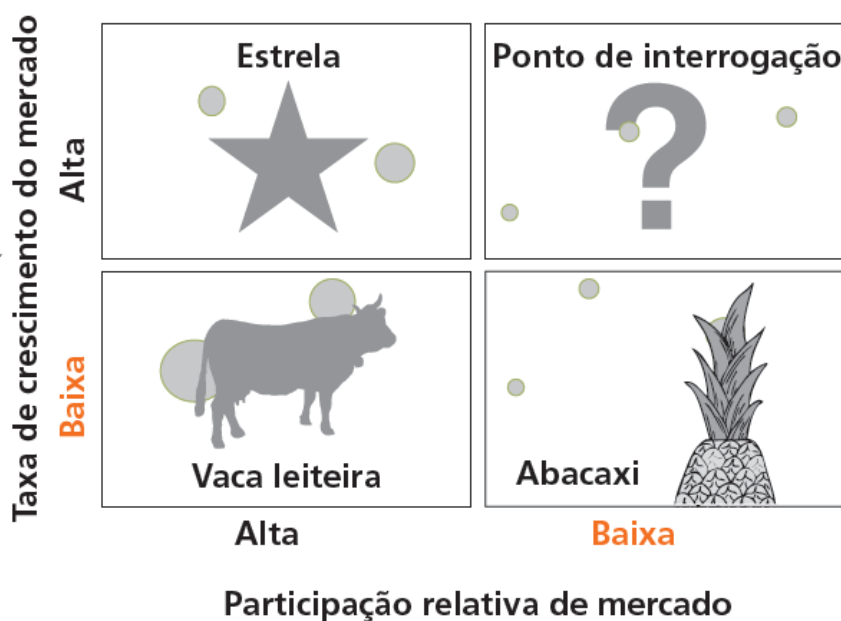 Taxa de crescimento do mercado
Alta
Estrela
Ponto de interrogação
Baixa
Vaca leiteira
Abacaxi
Alta
Baixa
Participação relativa de mercado